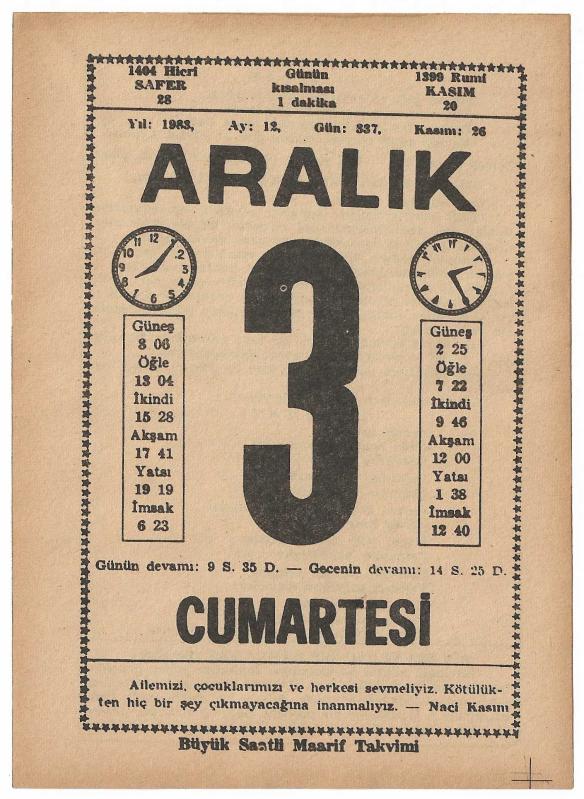 1404 Hicri
SAFER
28
Günün
kısalması
1 dakika
1399 Rumî
KASIM
20
Yıl: 1983, Ay: 12, Gün: 337, Kasım: 26
ARALIK
3
Güneş
8 06
Öğle
13 04
İkindi
15 28
Akşam
17 41
Yatsı
19 19
İmsak
6 23
Güneş
2 25
Öğle
7 22
İkindi
9 46
Akşam
12 00
Yatsı
1 38
İmsak
12 40
Günün devamı: 9 S. 35 D. — Gecenin devamı: 14 S. 25 D.
CUMARTESİ
Ailemizi, çocuklarımızı ve herkesi sevmeliyiz. Kötülük-
ten hiç bir şey çıkmayacağına inanmalıyız. — Naci Kasım
Büyük Saatli Maarif Takvimi